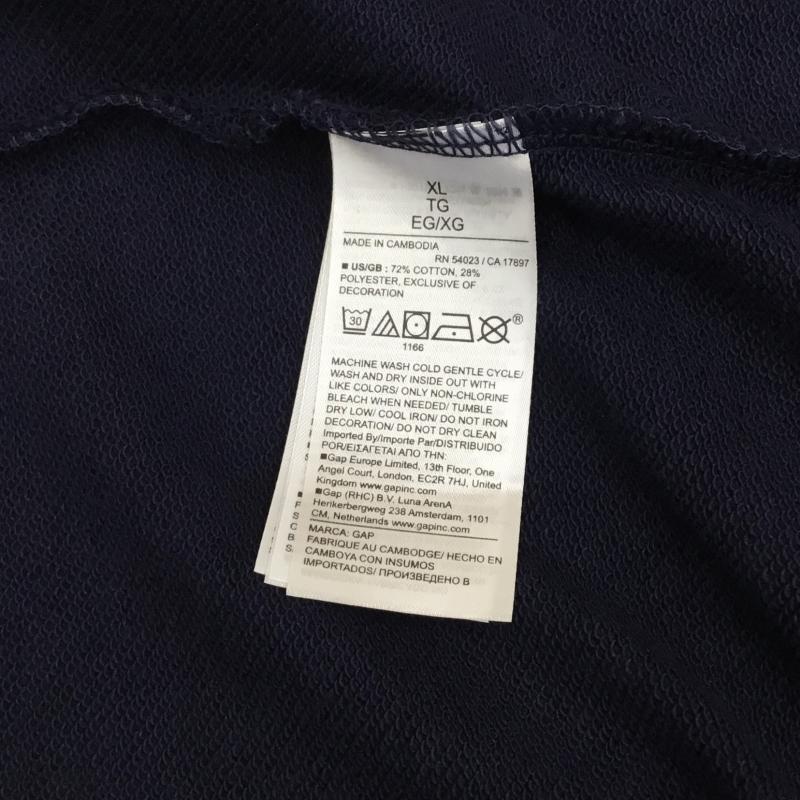 XL
TG
EG/XG
MADE IN CAMBODIA
RN 54023 / CA 17897
■ US/GB : 72% COTTON, 28%
POLYESTER, EXCLUSIVE OF
DECORATION
30
®
1166
MACHINE WASH COLD GENTLE CYCLE/
WASH AND DRY INSIDE OUT WITH
LIKE COLORS/ ONLY NON-CHLORINE
BLEACH WHEN NEEDED/ TUMBLE
DRY LOW/ COOL IRON/ DO NOT IRON
DECORATION/ DO NOT DRY CLEAN
Imported By/Importe Par/DISTRIBUIDO
POR/ΕΙΣΑΓΕΤΑΙ ΑΠΟ ΤΗΝ:
■Gap Europe Limited, 13th Floor, One
Angel Court, London, EC2R 7HJ, United
Kingdom www.gapinc.com
■Gap (RHC) B.V. Luna ArenA
Herikerbergweg 238 Amsterdam, 1101
CM, Netherlands www.gapinc.com
MARCA: GAP
FABRIQUE AU CAMBODGE/ HECHO EN
CAMBOYA CON INSUMOS
IMPORTADOS/ ПРОИЗВЕДЕНО В